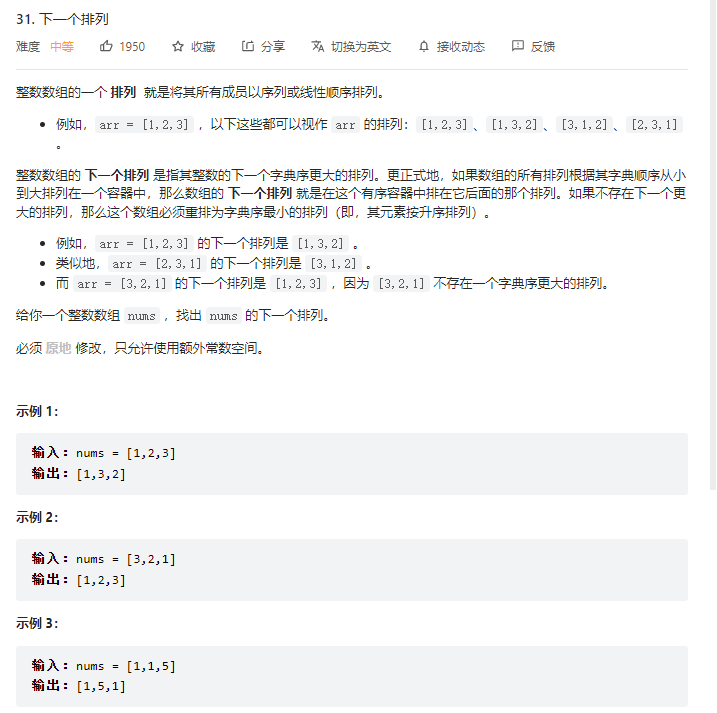 31. 下一个排列
难度 中等 1950 收藏 分享 切换为英文 接收动态 反馈
整数数组的一个 排列 就是将其所有成员以序列或线性顺序排列。
例如，arr = [1,2,3] ，以下这些都可以视作 arr 的排列：[1,2,3]、[1,3,2]、[3,1,2]、[2,3,1]
。
整数数组的 下一个排列 是指其整数的下一个字典序更大的排列。更正式地，如果数组的所有排列根据其字典顺序从小
到大排列在一个容器中，那么数组的 下一个排列 就是在这个有序容器中排在它后面的那个排列。如果不存在下一个更
大的排列，那么这个数组必须重排为字典序最小的排列（即，其元素按升序排列）。
例如，arr = [1,2,3] 的下一个排列是 [1,3,2] 。
类似地，arr = [2,3,1] 的下一个排列是 [3,1,2] 。
而 arr = [3,2,1] 的下一个排列是 [1,2,3] ，因为 [3,2,1] 不存在一个字典序更大的排列。
给你一个整数数组 nums ，找出 nums 的下一个排列。
必须 原地 修改，只允许使用额外常数空间。
示例 1：
输入：nums = [1,2,3]
输出：[1,3,2]
示例 2：
输入：nums = [3,2,1]
输出：[1,2,3]
示例 3：
输入：nums = [1,1,5]
输出：[1,5,1]